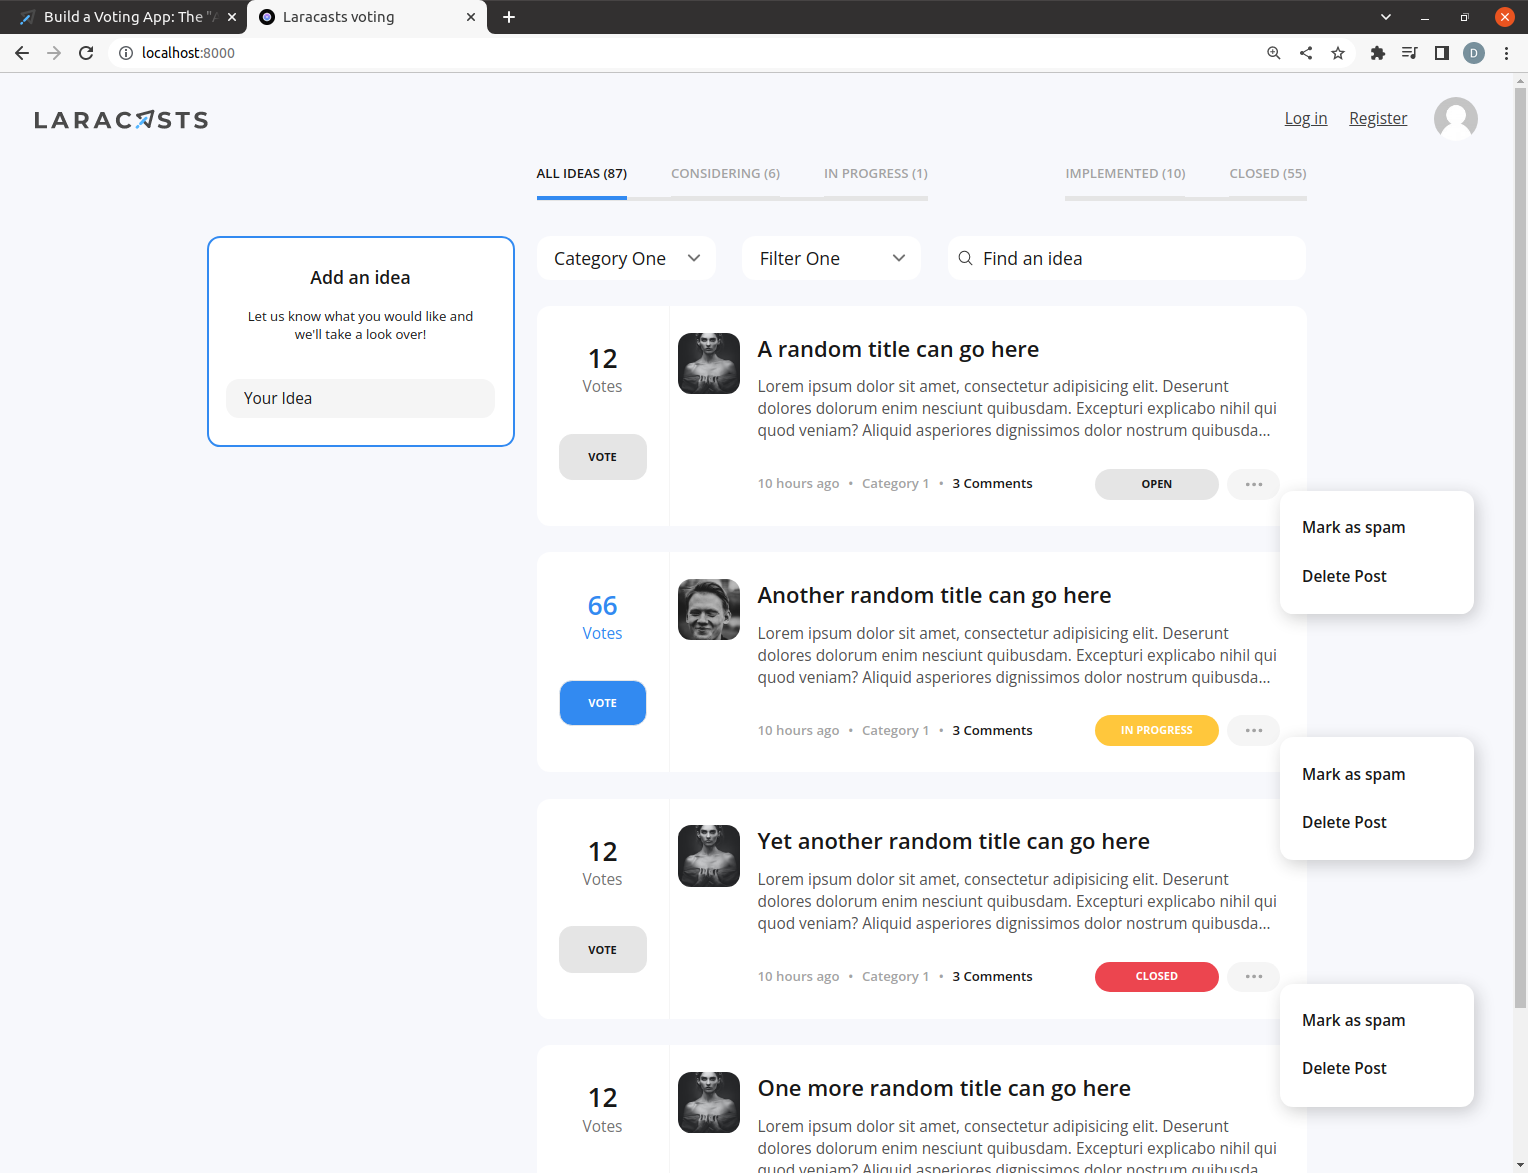 Build a Voting App: The "A
Laracasts voting
localhost:8000
D
LARACASTS
Log in
Register
ALL IDEAS (87)
CONSIDERING (6)
IN PROGRESS (1)
IMPLEMENTED (10)
CLOSED (55)
Add an idea
Let us know what you would like and
we'll take a look over!
Your Idea
Category One
Filter One
Find an idea
12
Votes
VOTE
A random title can go here
Lorem ipsum dolor sit amet, consectetur adipisicing elit. Deserunt
dolores dolorum enim nesciunt quibusdam. Excepturi explicabo nihil qui
quod veniam? Aliquid asperiores dignissimos dolor nostrum quibusda...
10 hours ago • Category 1 • 3 Comments
OPEN
Mark as spam
Delete Post
66
Votes
VOTE
Another random title can go here
Lorem ipsum dolor sit amet, consectetur adipisicing elit. Deserunt
dolores dolorum enim nesciunt quibusdam. Excepturi explicabo nihil qui
quod veniam? Aliquid asperiores dignissimos dolor nostrum quibusda...
10 hours ago • Category 1 • 3 Comments
IN PROGRESS
Mark as spam
Delete Post
12
Votes
VOTE
Yet another random title can go here
Lorem ipsum dolor sit amet, consectetur adipisicing elit. Deserunt
dolores dolorum enim nesciunt quibusdam. Excepturi explicabo nihil qui
quod veniam? Aliquid asperiores dignissimos dolor nostrum quibusda...
10 hours ago • Category 1 • 3 Comments
CLOSED
Mark as spam
Delete Post
12
Votes
One more random title can go here
Lorem ipsum dolor sit amet, consectetur adipisicing elit. Deserunt
dolores dolorum enim nesciunt quibusdam. Excepturi explicabo nihil qui
quod veniam? Aliquid asperiores dignissimos dolor nostrum quibusda...